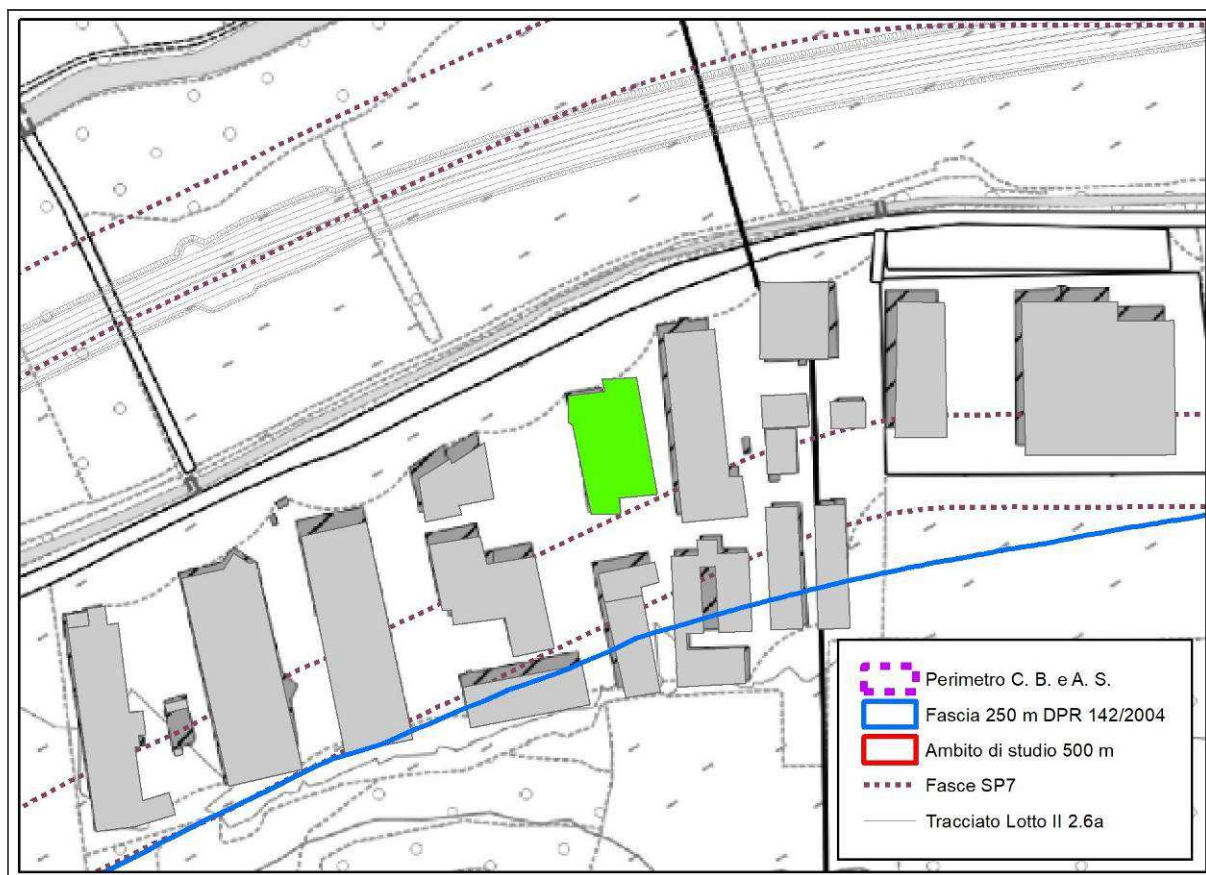 Perimetro C. B. e A. S.
Fascia 250 m DPR 142/2004
Ambito di studio 500 m
Fasce SP7
Tracciato Lotto II 2.6a